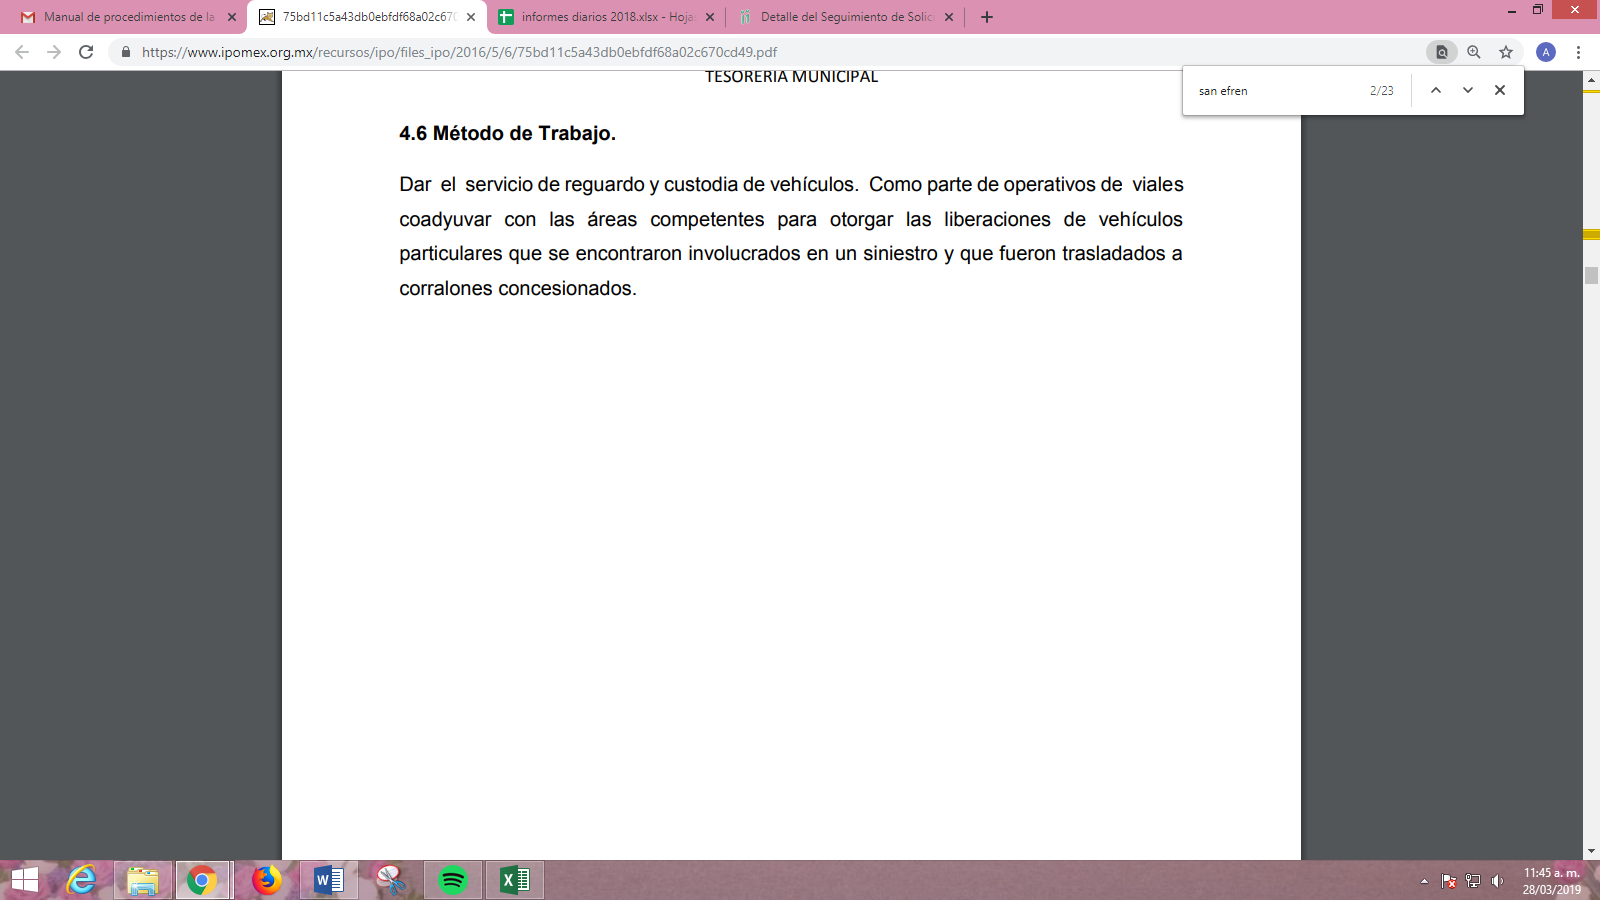 Manual de procedimientos de la
75bd11c5a43db0ebfdf68a02c670
informes diarios 2018.xlsx - Hoja
Detalle del Seguimiento de Solic
https://www.ipomex.org.mx/recursos/ipo/files_ipo/2016/5/6/75bd11c5a43db0ebfdf68a02c670cd49.pdf
A
san efren
2/23
TESORERIA MUNICIPAL
4.6 Método de Trabajo.
Dar el servicio de reguardo y custodia de vehículos. Como parte de operativos de viales
coadyuvar con las áreas competentes para otorgar las liberaciones de vehículos
particulares que se encontraron involucrados en un siniestro y que fueron trasladados a
corralones concesionados.
11:45 a. m.
28/03/2019